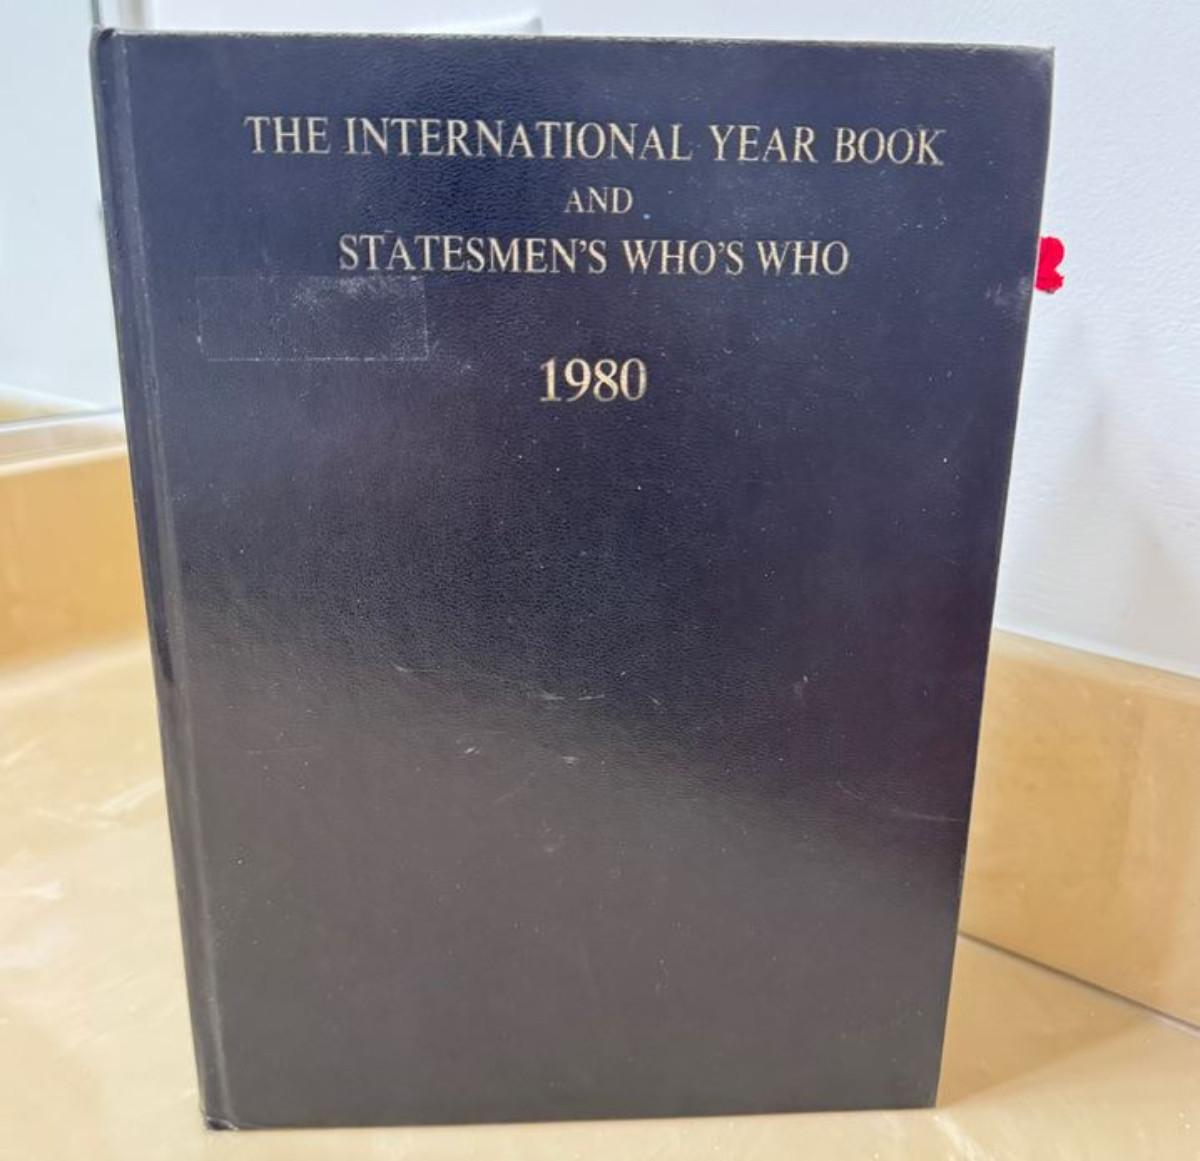 THE INTERNATIONAL YEAR BOOK
AND
STATESMEN'S WHO'S WHO
1980